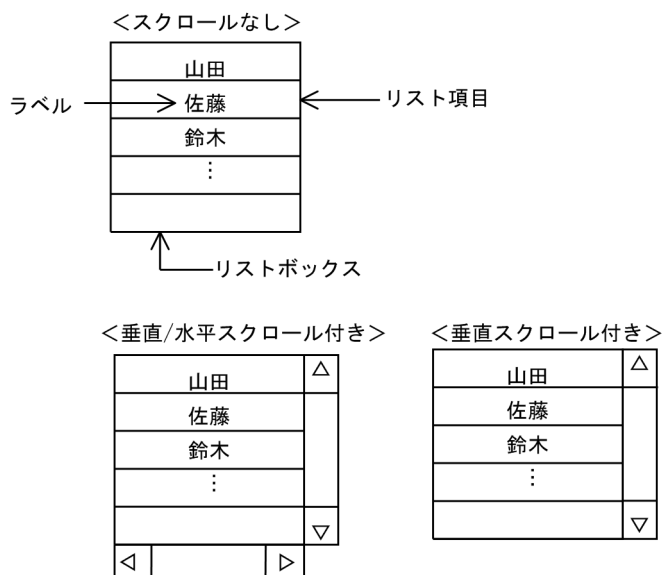 ＜スクロールなし＞
山田
ラベル
佐藤
リスト項目
鈴木
⋮
リストボックス
＜垂直/水平スクロール付き＞
山田
佐藤
鈴木
⋮
＜垂直スクロール付き＞
山田
佐藤
鈴木
⋮